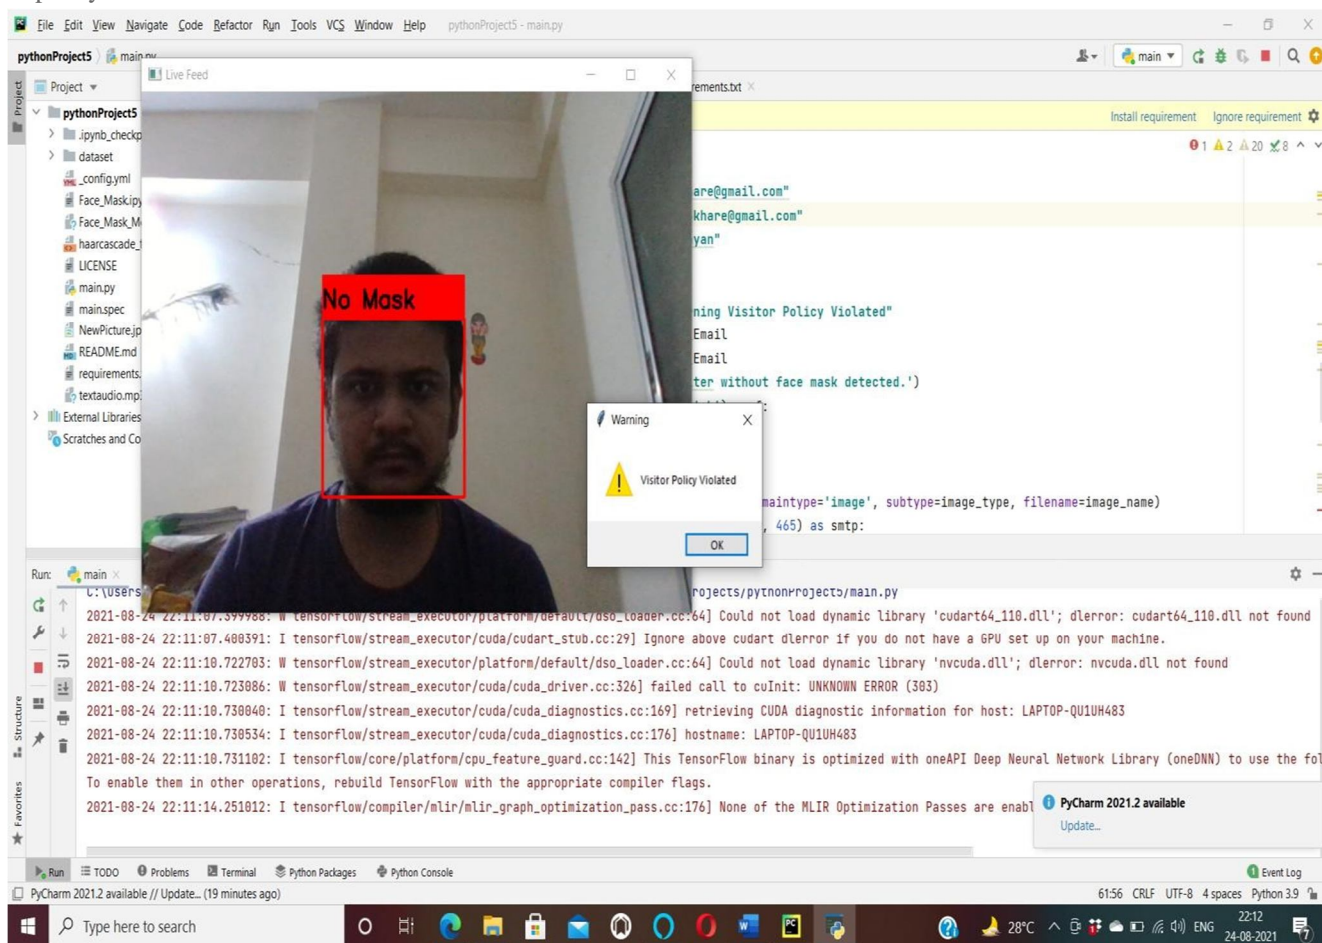 File Edit View Navigate Code Refactor Run Tools VCS Window Help pythonProject5 - main.py
pythonProject5 main.py main
Live Feed
Project
Project rements.txt
pythonProject5
Install requirement Ignore requirement
.ipynb_checkp
1 2 20 8
dataset
_config.yml
Face_Mask.ipy
are@gmail.com"
Face_Mask_M
khare@gmail.com"
haarcascade_
yan"
LICENSE
main.py
main.spec
ning Visitor Policy Violated"
NewPicture.jp
Email
README.md
Email
requirements.
ter without face mask detected.')
textaudio.mp
External Libraries
Scratches and Co
No Mask
Warning
Visitor Policy Violated
OK
maintype='image', subtype=image_type, filename=image_name)
, 465) as smtp:
Run: main
C:\Users rojects/pythonProject5/main.py
2021-08-24 22:11:07.399988: W tensorflow/stream_executor/platform/default/dso_loader.cc:64] Could not load dynamic library 'cudart64_110.dll'; dlerror: cudart64_110.dll not found
2021-08-24 22:11:07.400391: I tensorflow/stream_executor/cuda/cudart_stub.cc:29] Ignore above cudart dlerror if you do not have a GPU set up on your machine.
2021-08-24 22:11:10.722703: W tensorflow/stream_executor/platform/default/dso_loader.cc:64] Could not load dynamic library 'nvcuda.dll'; dlerror: nvcuda.dll not found
2021-08-24 22:11:10.723086: W tensorflow/stream_executor/cuda/cuda_driver.cc:326] failed call to cuInit: UNKNOWN ERROR (303)
2021-08-24 22:11:10.730040: I tensorflow/stream_executor/cuda/cuda_diagnostics.cc:169] retrieving CUDA diagnostic information for host: LAPTOP-QU1UH483
2021-08-24 22:11:10.730534: I tensorflow/stream_executor/cuda/cuda_diagnostics.cc:176] hostname: LAPTOP-QU1UH483
2021-08-24 22:11:10.731102: I tensorflow/core/platform/cpu_feature_guard.cc:142] This TensorFlow binary is optimized with oneAPI Deep Neural Network Library (oneDNN) to use the fol
To enable them in other operations, rebuild TensorFlow with the appropriate compiler flags.
2021-08-24 22:11:14.251012: I tensorflow/compiler/mlir/mlir_graph_optimization_pass.cc:176] None of the MLIR Optimization Passes are enabl
PyCharm 2021.2 available
Update...
Structure
Favorites
Run TODO Problems Terminal Python Packages Python Console 1 Event Log
PyCharm 2021.2 available // Update... (19 minutes ago) 61:56 CRLF UTF-8 4 spaces Python 3.9
Type here to search 28°C ENG 22:12
24-08-2021 7